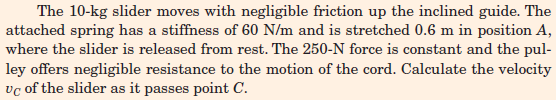 The 10-kg slider moves with negligible friction up the inclined guide. The
attached spring has a stiffness of 60 N/m and is stretched 0.6 m in position A,
where the slider is released from rest. The 250-N force is constant and the pul-
ley offers negligible resistance to the motion of the cord. Calculate the velocity
vC of the slider as it passes point C.